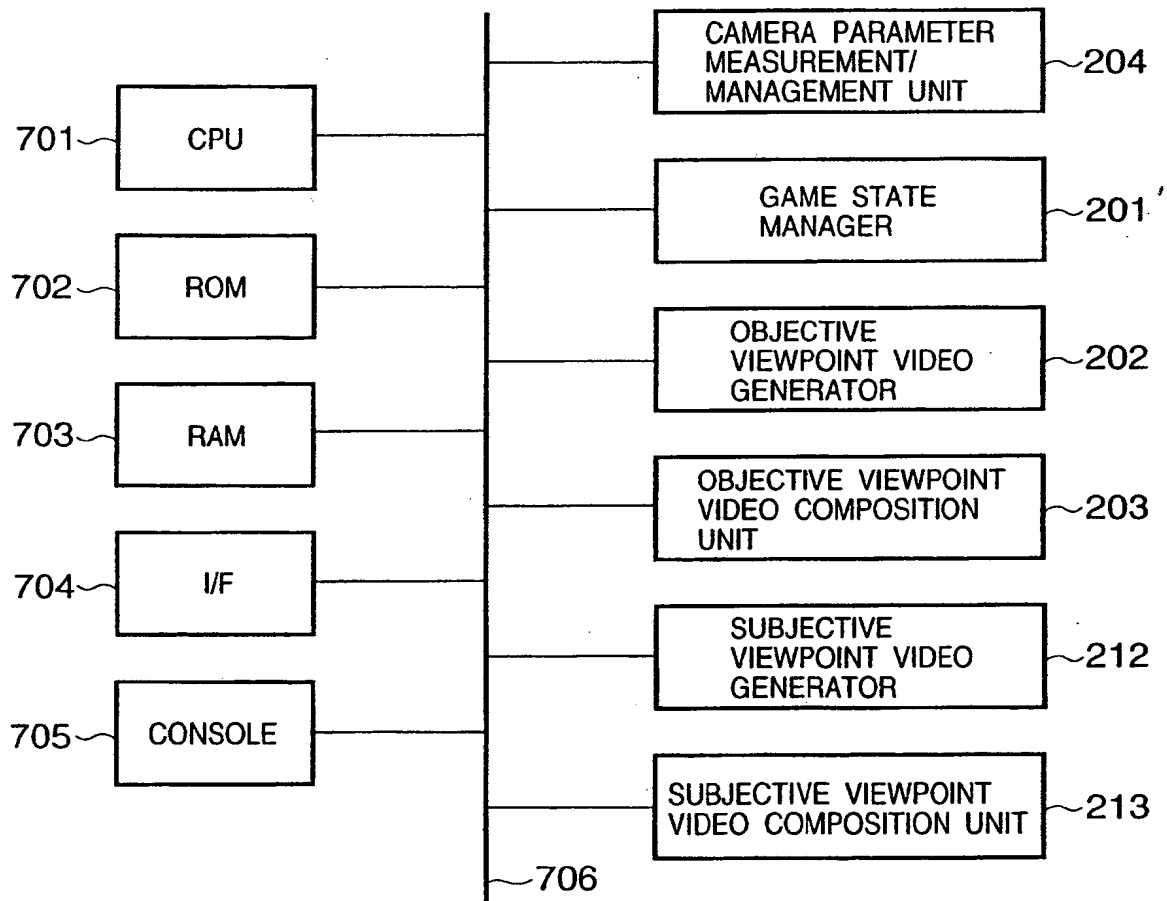 701
CPU
702
ROM
703
RAM
704
I/F
705
CONSOLE
706
CAMERA PARAMETER
MEASUREMENT/
MANAGEMENT UNIT
204
GAME STATE
MANAGER
201'
OBJECTIVE
VIEWPOINT VIDEO
GENERATOR
202
OBJECTIVE VIEWPOINT
VIDEO COMPOSITION
UNIT
203
SUBJECTIVE
VIEWPOINT VIDEO
GENERATOR
212
SUBJECTIVE VIEWPOINT
VIDEO COMPOSITION UNIT
213